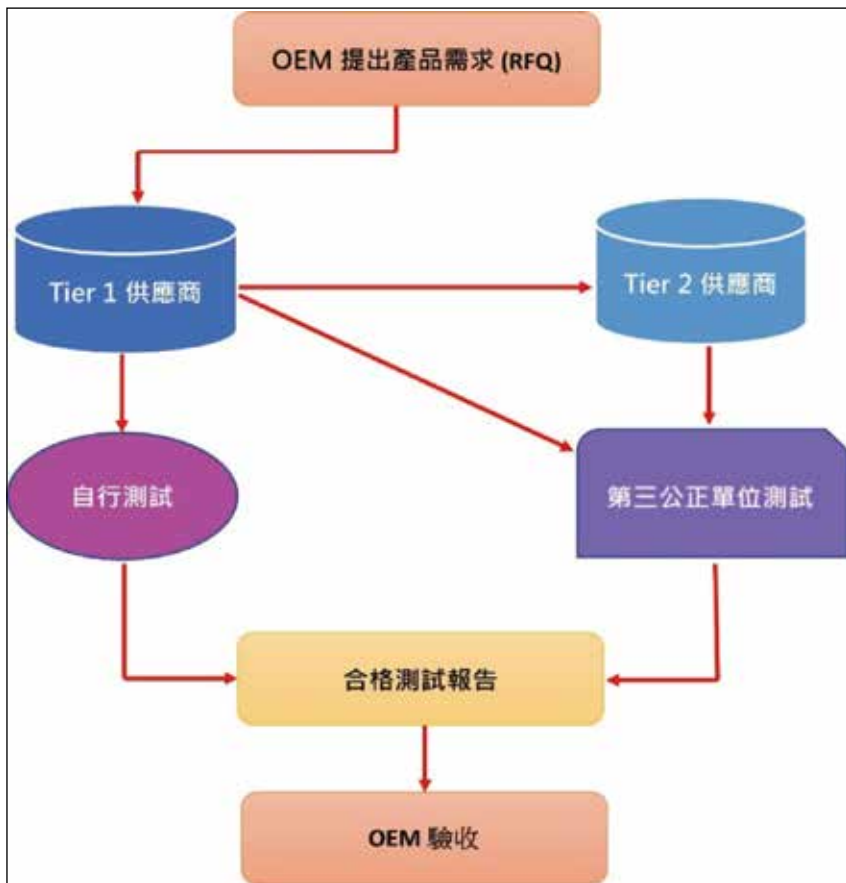 OEM 提出產品需求 (RFQ)
Tier 1 供應商
Tier 2 供應商
自行測試
第三公正單位測試
合格測試報告
OEM 驗收